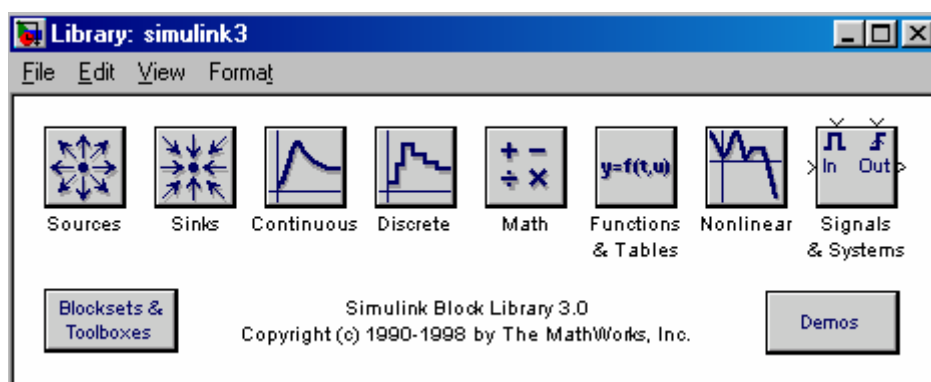 Library: simulink3
File Edit View Format
+ −
÷ ×
y=f(t,u)
In Out
Sources Sinks Continuous Discrete Math Functions & Tables Nonlinear Signals & Systems
Blocksets & Toolboxes
Simulink Block Library 3.0
Copyright (c) 1990-1998 by The MathWorks, Inc.
Demos